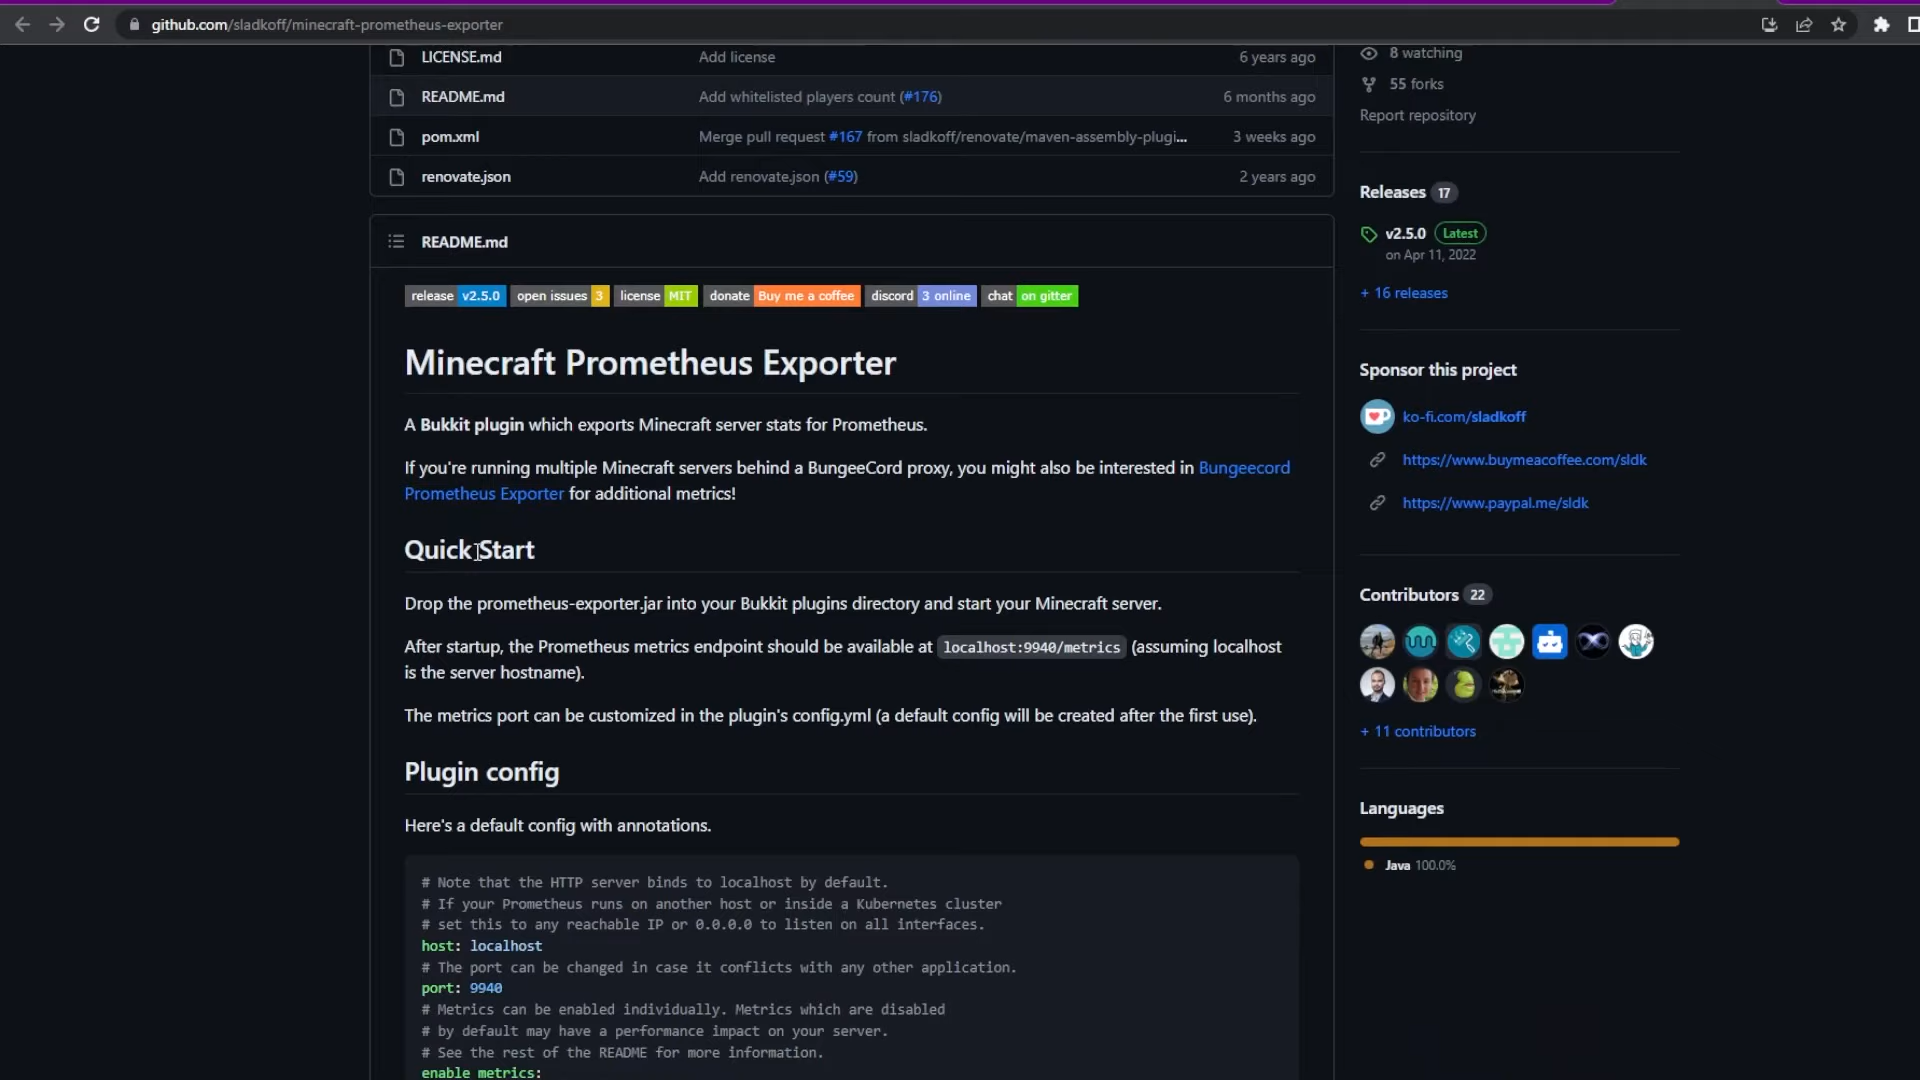 github.com/sladkoff/minecraft-prometheus-exporter
LICENSE.md Add license 6 years ago
README.md Add whitelisted players count (#176) 6 months ago
pom.xml Merge pull request #167 from sladkoff/renovate/maven-assembly-plugi... 3 weeks ago
renovate.json Add renovate.json (#59) 2 years ago
README.md
release v2.5.0 open issues 3 license MIT donate Buy me a coffee discord 3 online chat on gitter
Minecraft Prometheus Exporter
A Bukkit plugin which exports Minecraft server stats for Prometheus.
If you're running multiple Minecraft servers behind a BungeeCord proxy, you might also be interested in Bungeecord
Prometheus Exporter for additional metrics!
Quick Start
Drop the prometheus-exporter.jar into your Bukkit plugins directory and start your Minecraft server.
After startup, the Prometheus metrics endpoint should be available at localhost:9940/metrics (assuming localhost
is the server hostname).
The metrics port can be customized in the plugin's config.yml (a default config will be created after the first use).
Plugin config
Here's a default config with annotations.
# Note that the HTTP server binds to localhost by default.
# If your Prometheus runs on another host or inside a Kubernetes cluster
# set this to any reachable IP or 0.0.0.0 to listen on all interfaces.
host: localhost
# The port can be changed in case it conflicts with any other application.
port: 9940
# Metrics can be enabled individually. Metrics which are disabled
# by default may have a performance impact on your server.
# See the rest of the README for more information.
enable_metrics:
8 watching
55 forks
Report repository
Releases 17
v2.5.0 Latest
on Apr 11, 2022
+ 16 releases
Sponsor this project
ko-fi.com/sladkoff
https://www.buymeacoffee.com/sldk
https://www.paypal.me/sldk
Contributors 22
+ 11 contributors
Languages
Java 100.0%